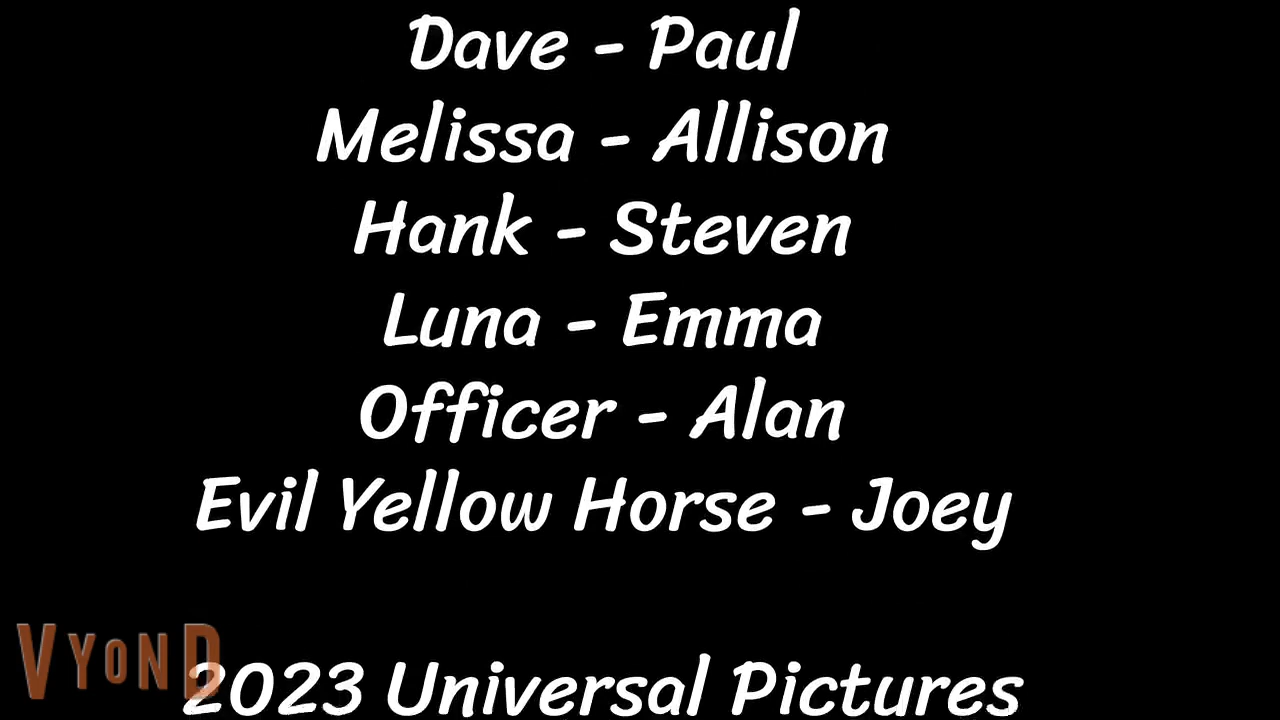 Dave - Paul
Melissa - Allison
Hank - Steven
Luna - Emma
Officer - Alan
Evil Yellow Horse - Joey
VYOND
2023 Universal Pictures